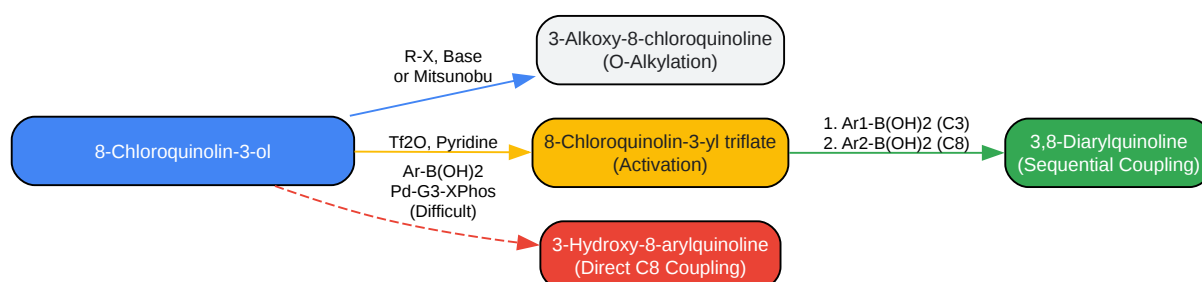 3-Alkoxy-8-chloroquinoline
(O-Alkylation)
R-X, Base
or Mitsunobu
8-Chloroquinolin-3-ol
Tf2O, Pyridine
8-Chloroquinolin-3-yl triflate
(Activation)
1. Ar1-B(OH)2 (C3)
2. Ar2-B(OH)2 (C8)
3,8-Diarylquinoline
(Sequential Coupling)
Ar-B(OH)2
Pd-G3-XPhos
(Difficult)
3-Hydroxy-8-arylquinoline
(Direct C8 Coupling)